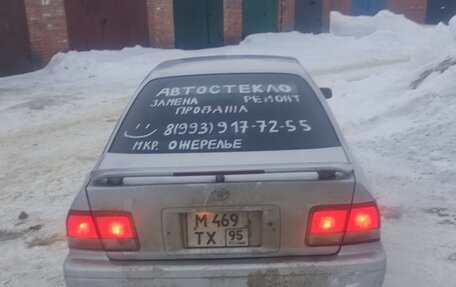 АВТОСТЕКЛО
ЗАМЕНА РЕМОНТ
ПРОДАЖА
8(993)917-72-55
МКР. ОЖЕРЕЛЬЕ
М 469
ТХ 95